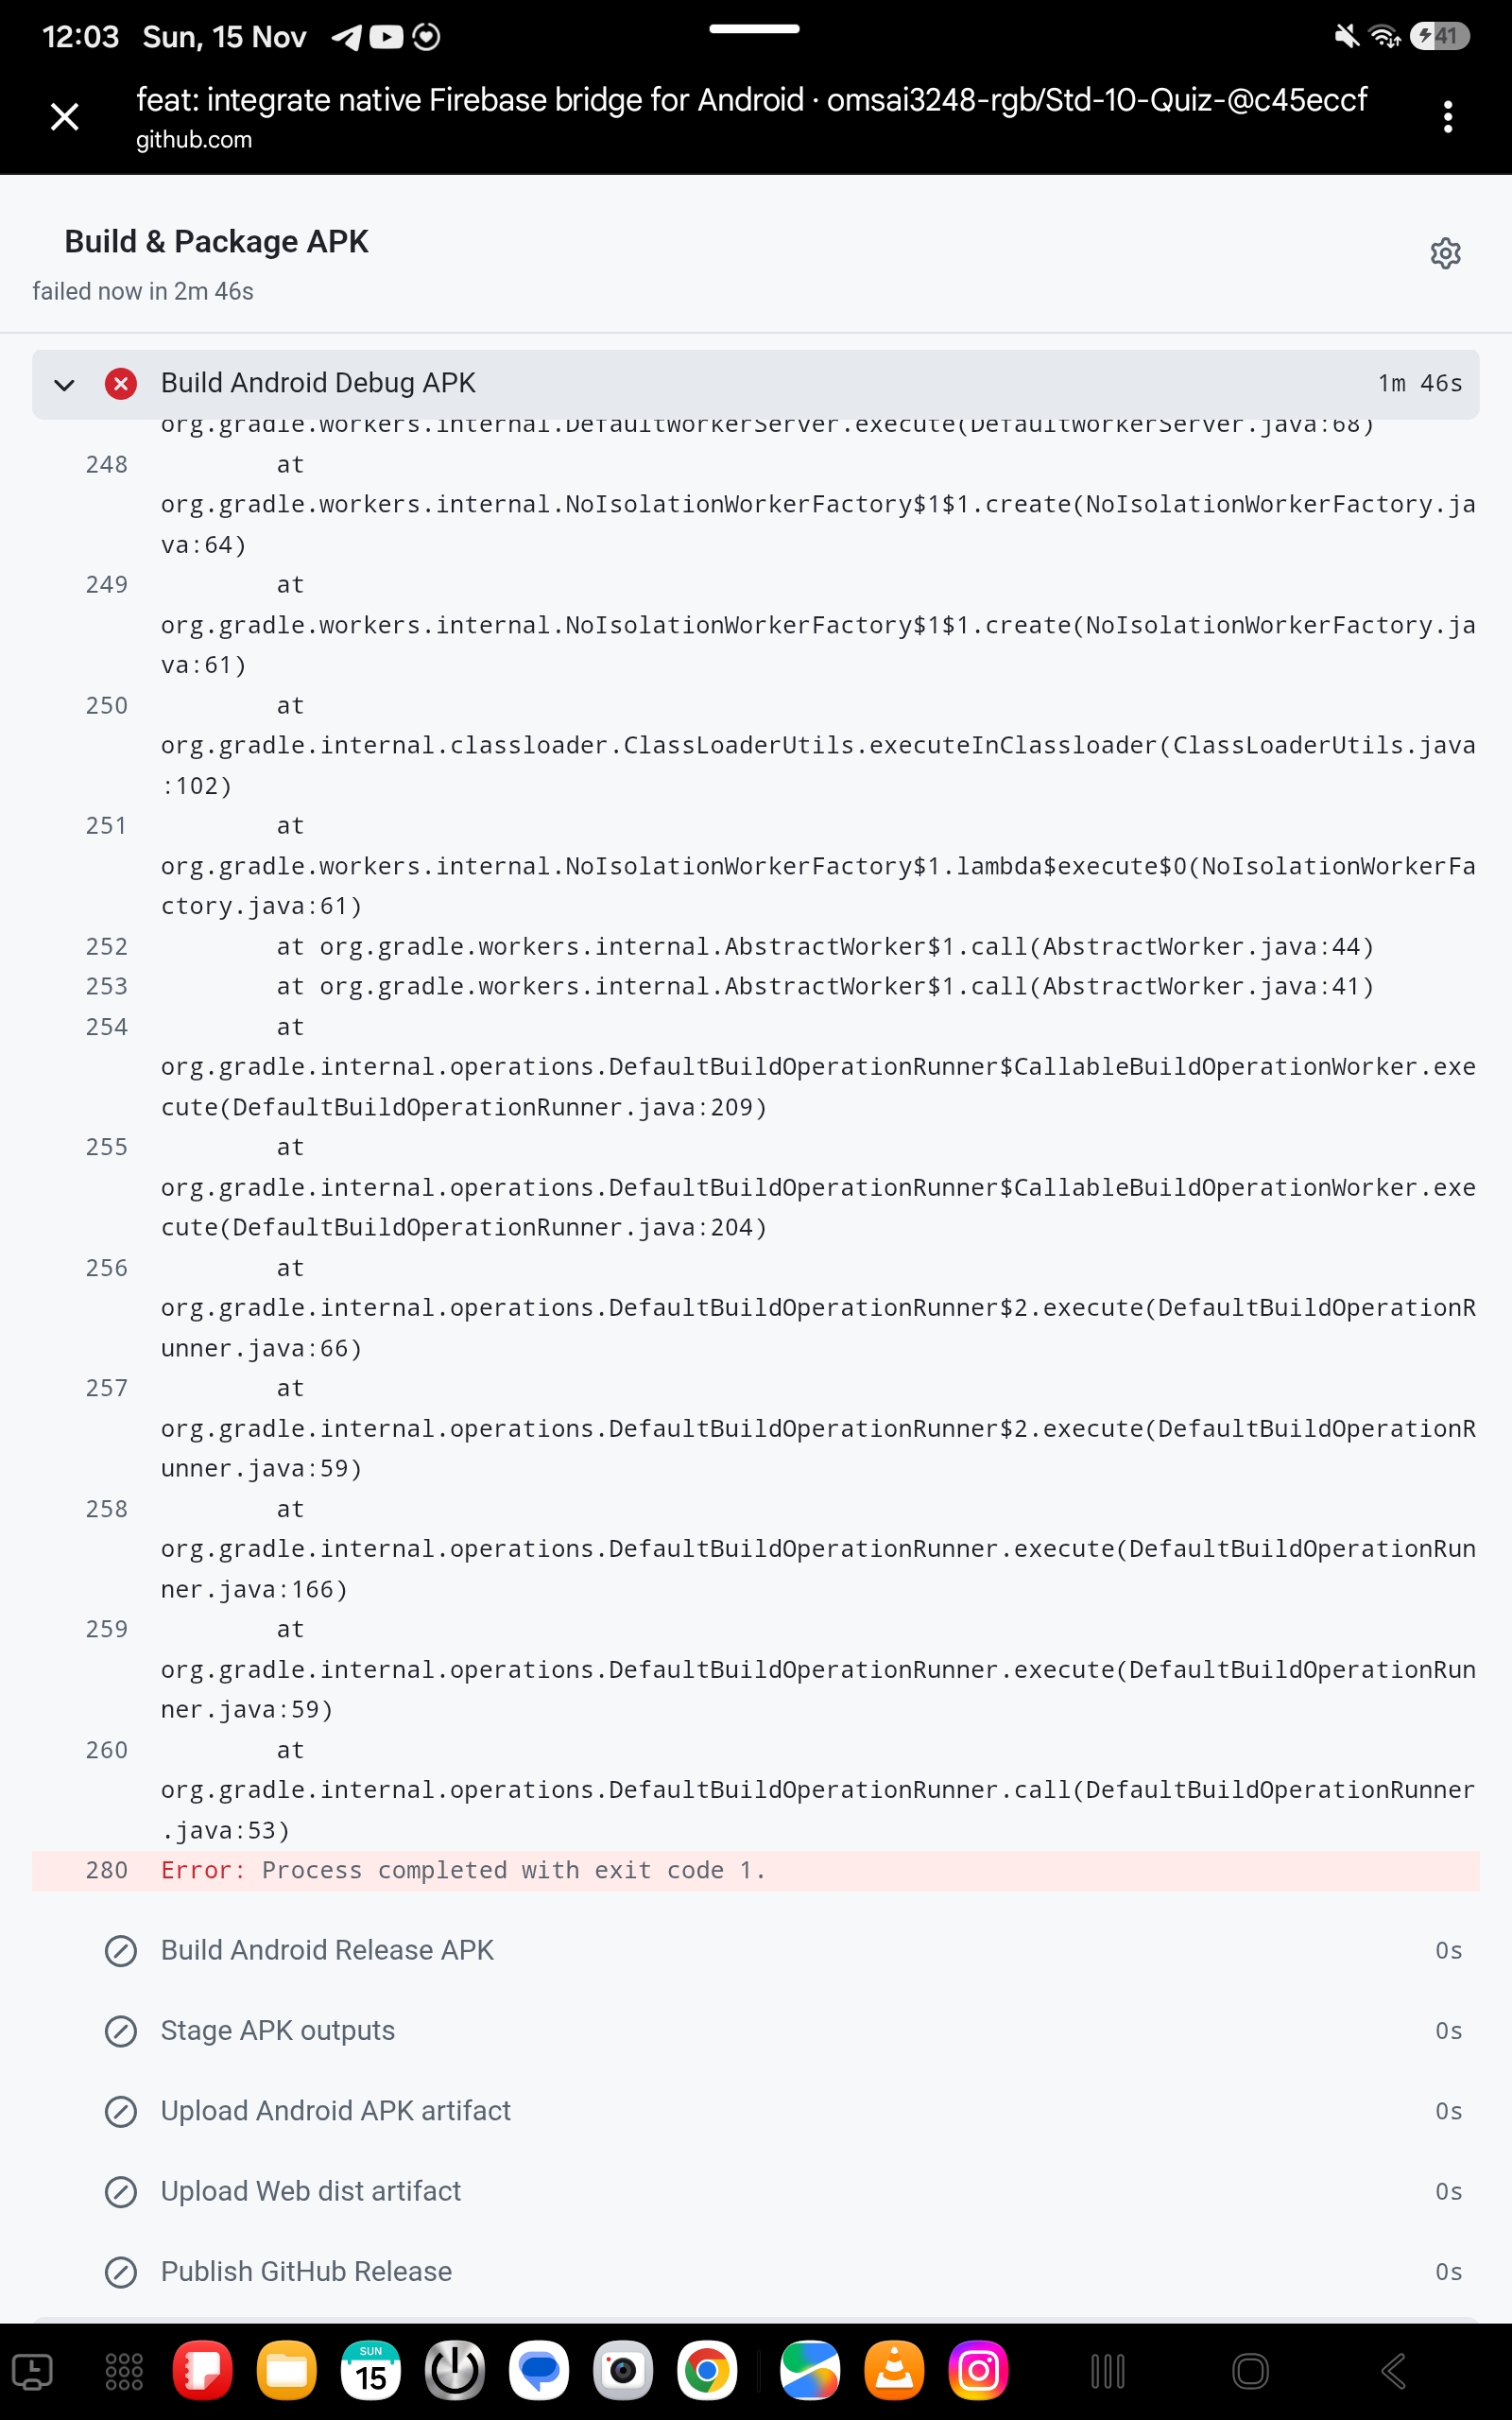 12:03 Sun, 15 Nov
41
feat: integrate native Firebase bridge for Android · omsai3248-rgb/Std-10-Quiz-@c45eccf
github.com
Build & Package APK
failed now in 2m 46s
Build Android Debug APK 1m 46s
org.gradle.workers.internal.DefaultWorkerServer.execute(DefaultWorkerServer.java:68)
248 at
org.gradle.workers.internal.NoIsolationWorkerFactory$1$1.create(NoIsolationWorkerFactory.ja
va:64)
249 at
org.gradle.workers.internal.NoIsolationWorkerFactory$1$1.create(NoIsolationWorkerFactory.ja
va:61)
250 at
org.gradle.internal.classloader.ClassLoaderUtils.executeInClassloader(ClassLoaderUtils.java
:102)
251 at
org.gradle.workers.internal.NoIsolationWorkerFactory$1.lambda$execute$0(NoIsolationWorkerFa
ctory.java:61)
252 at org.gradle.workers.internal.AbstractWorker$1.call(AbstractWorker.java:44)
253 at org.gradle.workers.internal.AbstractWorker$1.call(AbstractWorker.java:41)
254 at
org.gradle.internal.operations.DefaultBuildOperationRunner$CallableBuildOperationWorker.exe
cute(DefaultBuildOperationRunner.java:209)
255 at
org.gradle.internal.operations.DefaultBuildOperationRunner$CallableBuildOperationWorker.exe
cute(DefaultBuildOperationRunner.java:204)
256 at
org.gradle.internal.operations.DefaultBuildOperationRunner$2.execute(DefaultBuildOperationR
unner.java:66)
257 at
org.gradle.internal.operations.DefaultBuildOperationRunner$2.execute(DefaultBuildOperationR
unner.java:59)
258 at
org.gradle.internal.operations.DefaultBuildOperationRunner.execute(DefaultBuildOperationRun
ner.java:166)
259 at
org.gradle.internal.operations.DefaultBuildOperationRunner.execute(DefaultBuildOperationRun
ner.java:59)
260 at
org.gradle.internal.operations.DefaultBuildOperationRunner.call(DefaultBuildOperationRunner
.java:53)
280 Error: Process completed with exit code 1.
Build Android Release APK 0s
Stage APK outputs 0s
Upload Android APK artifact 0s
Upload Web dist artifact 0s
Publish GitHub Release 0s
SUN
15